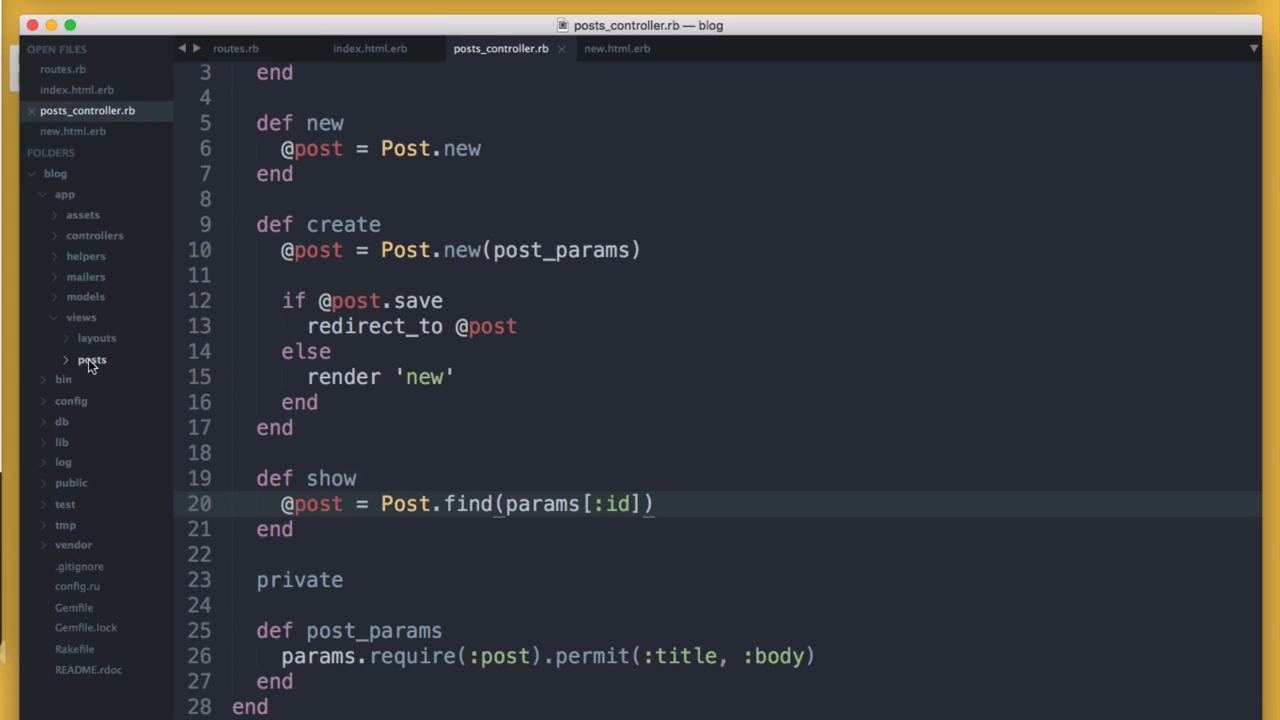 posts_controller.rb — blog
OPEN FILES
routes.rb
index.html.erb
posts_controller.rb
new.html.erb
FOLDERS
blog
app
assets
controllers
helpers
mailers
models
views
layouts
posts
bin
config
db
lib
log
public
test
tmp
vendor
.gitignore
config.ru
Gemfile
Gemfile.lock
Rakefile
README.rdoc
routes.rb index.html.erb posts_controller.rb new.html.erb
3 end
4
5 def new
6 @post = Post.new
7 end
8
9 def create
10 @post = Post.new(post_params)
11
12 if @post.save
13 redirect_to @post
14 else
15 render 'new'
16 end
17 end
18
19 def show
20 @post = Post.find(params[:id])
21 end
22
23 private
24
25 def post_params
26 params.require(:post).permit(:title, :body)
27 end
28 end